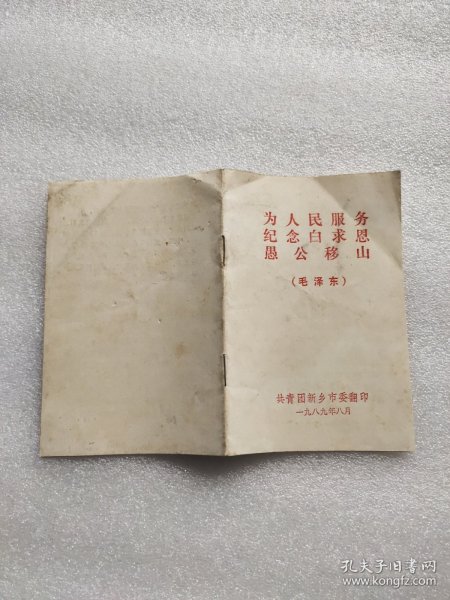 为人民服务
纪念白求恩
愚公移山
（毛泽东）
共青团新乡市委翻印
一九八九年八月
孔夫子旧书网
www.kongfz.com